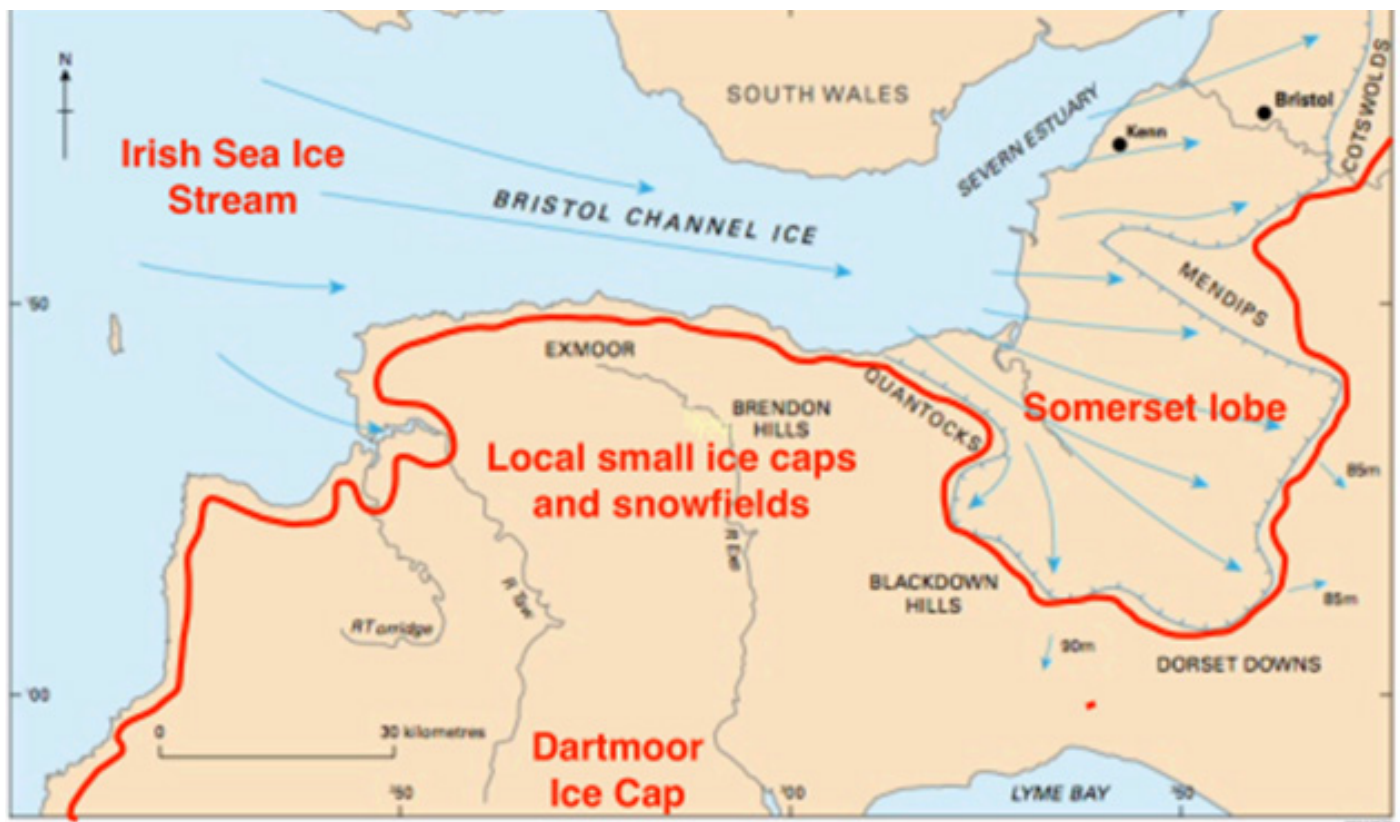 N
SOUTH WALES
COTSWOLDS
Bristol
Kenn
SEVERN ESTUARY
Irish Sea Ice
Stream
BRISTOL CHANNEL ICE
MENDIPS
'50
EXMOOR
QUANTOCKS
BRENDON
HILLS
Somerset lobe
Local small ice caps
and snowfields
85m
R Exe
BLACKDOWN
HILLS
R Taw
85m
R Torridge
90m
DORSET DOWNS
'00
0
30 kilometres
Dartmoor
Ice Cap
LYME BAY
'50
'00
'50